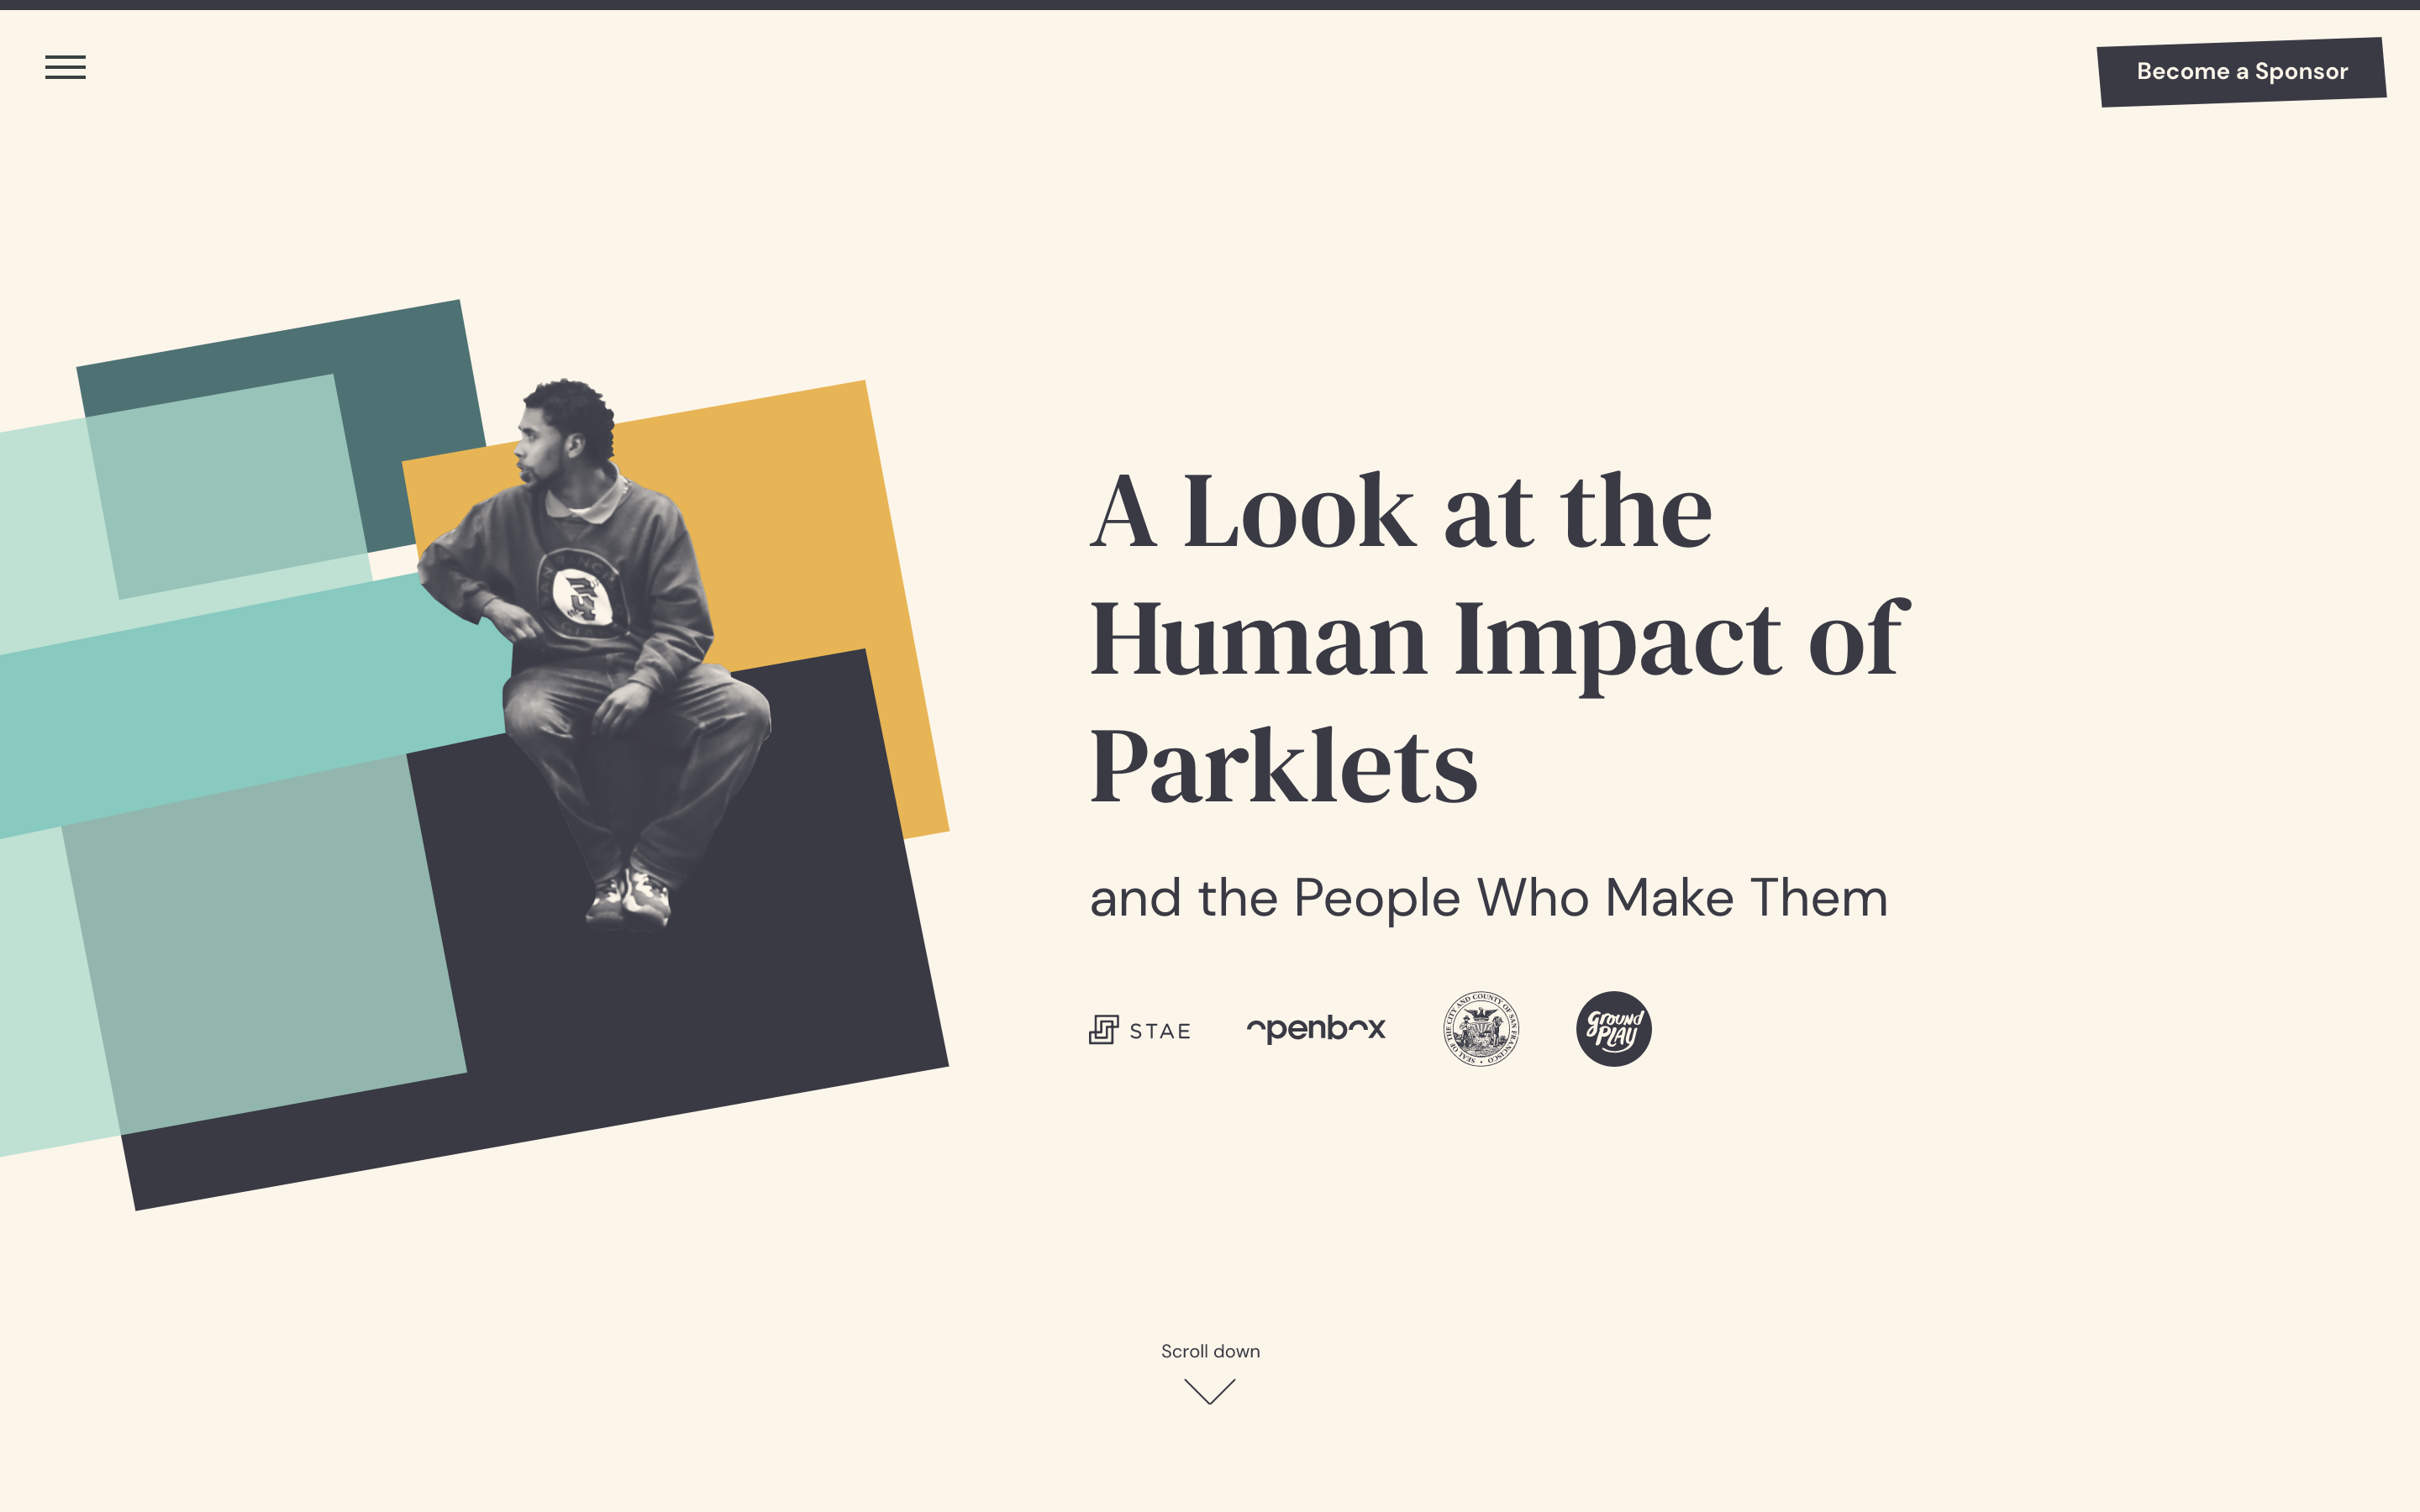 Become a Sponsor
A Look at the
Human Impact of
Parklets
and the People Who Make Them
STAE
openbox
SEAL OF THE CITY AND COUNTY OF SAN FRANCISCO
ground
PLAY
Scroll down